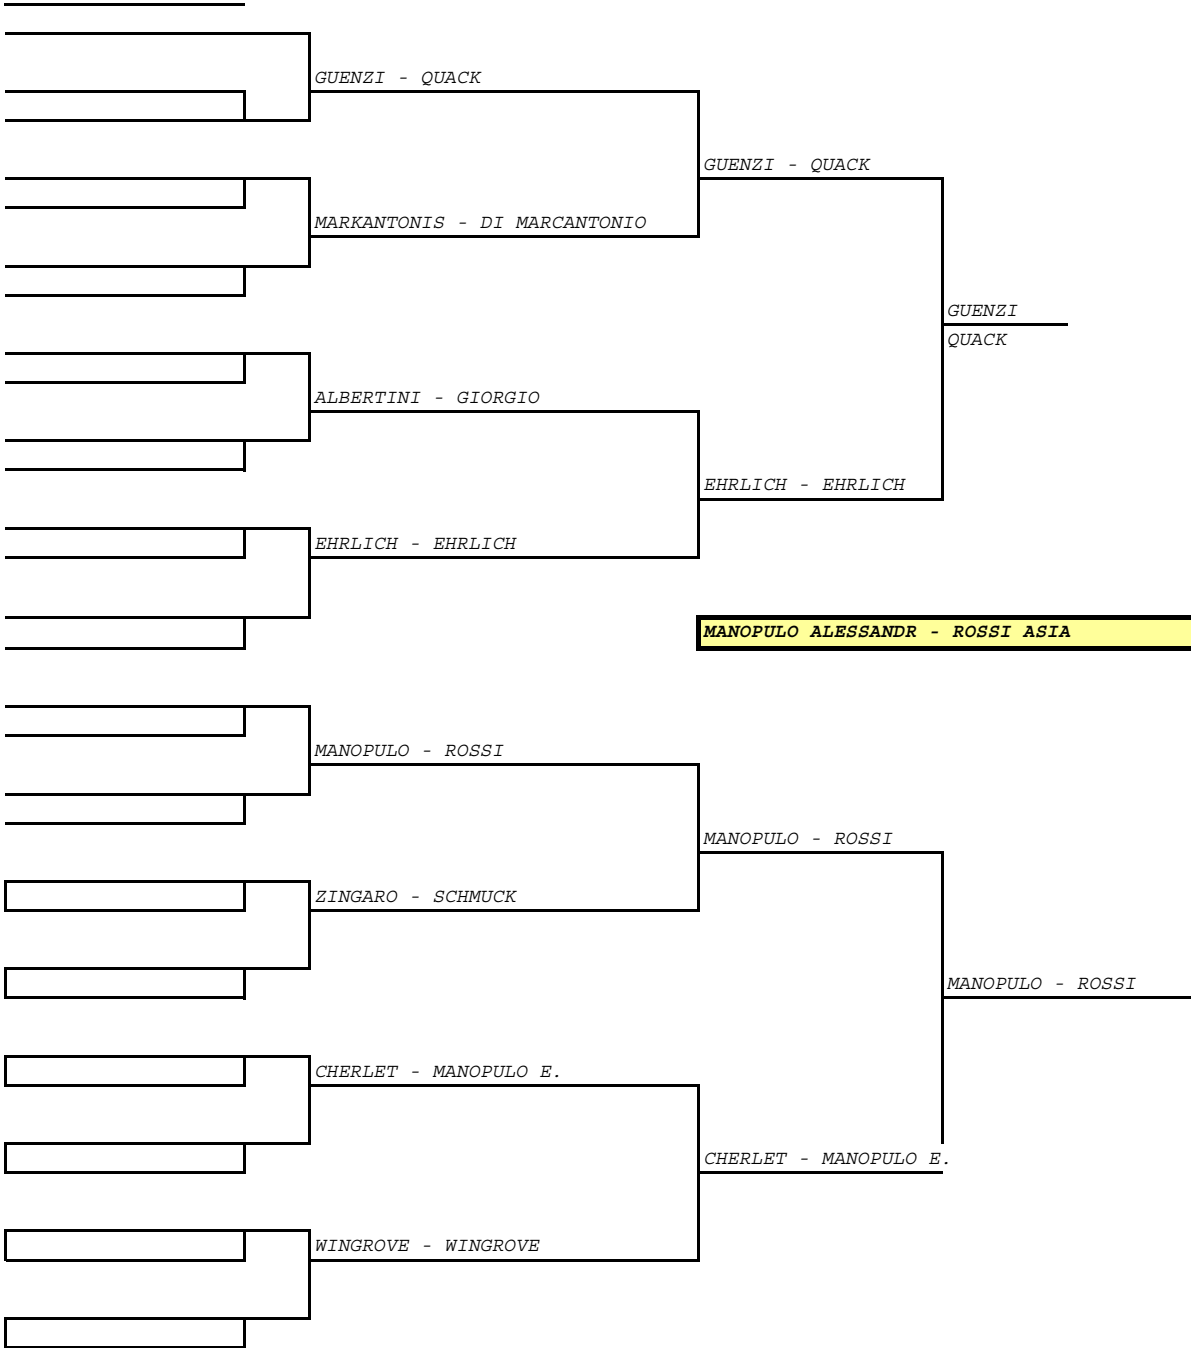 GUENZI - QUACK
GUENZI - QUACK
MARKANTONIS - DI MARCANTONIO
GUENZI
QUACK
ALBERTINI - GIORGIO
EHRLICH - EHRLICH
EHRLICH - EHRLICH
MANOPULO ALESSANDR - ROSSI ASIA
MANOPULO - ROSSI
MANOPULO - ROSSI
ZINGARO - SCHMUCK
MANOPULO - ROSSI
CHERLET - MANOPULO E.
CHERLET - MANOPULO E.
WINGROVE - WINGROVE